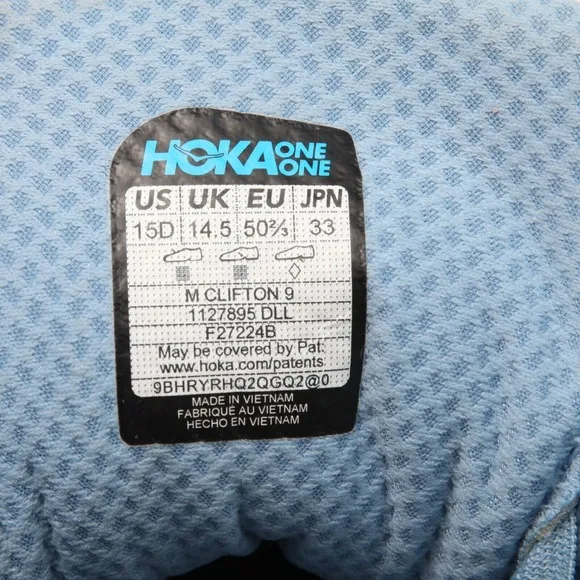 HOKA ONE ONE
US UK EU JPN
15D 14.5 50⅔ 33
M CLIFTON 9
1127895 DLL
F27224B
May be covered by Pat:
www.hoka.com/patents
9BHRYRHQ2QGQ2@0
MADE IN VIETNAM
FABRIQUÉ AU VIETNAM
HECHO EN VIETNAM